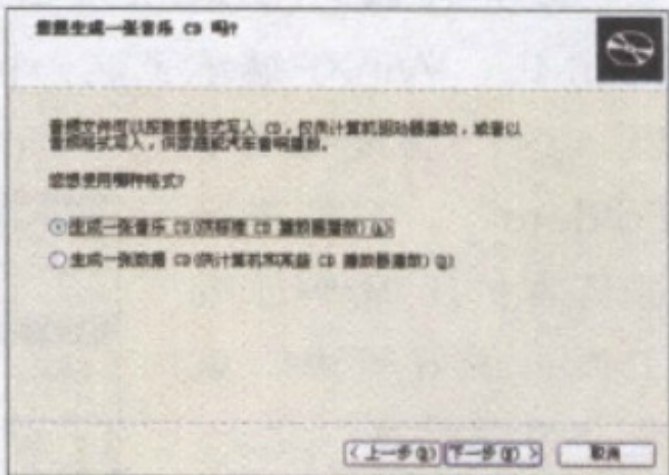 您想生成一张音乐 CD 吗?
音频文件可以按数据格式写入 CD，仅供计算机驱动器播放，或者以
音频格式写入，供家庭或汽车音响播放。
您想使用哪种格式?
生成一张音乐 CD(供标准 CD 播放器播放)(A)
生成一张数据 CD(供计算机和某些 CD 播放器播放)(D)
< 上一步(B) 下一步(N) > 取消